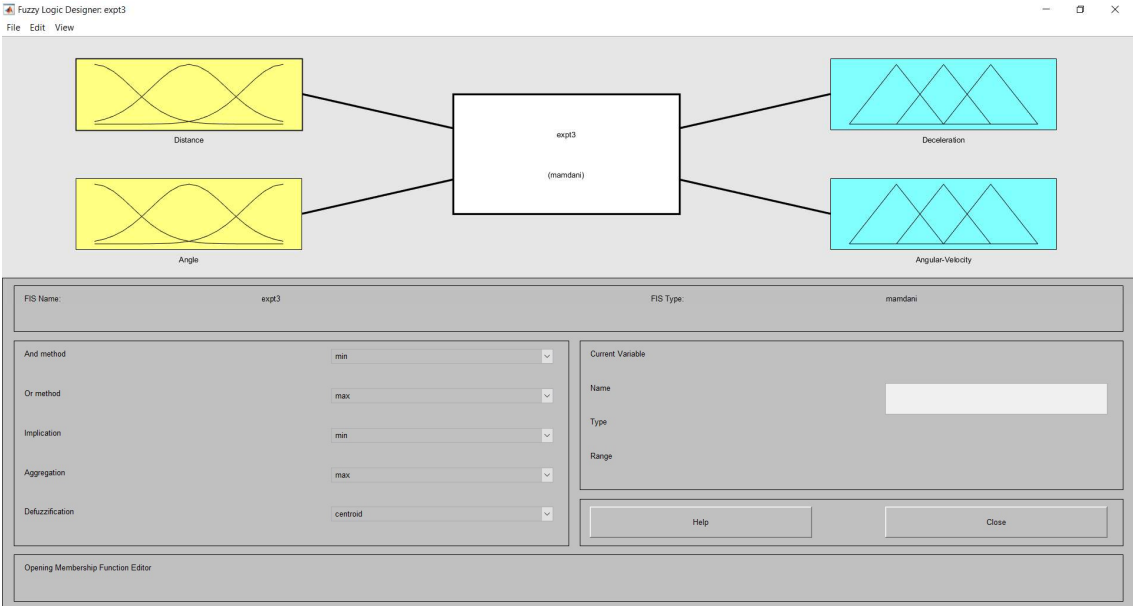 Fuzzy Logic Designer: expt3
File Edit View
Distance
Angle
expt3
(mamdani)
Deceleration
Angular-Velocity
FIS Name: expt3 FIS Type: mamdani
And method min
Or method max
Implication min
Aggregation max
Defuzzification centroid
Current Variable
Name
Type
Range
Help Close
Opening Membership Function Editor